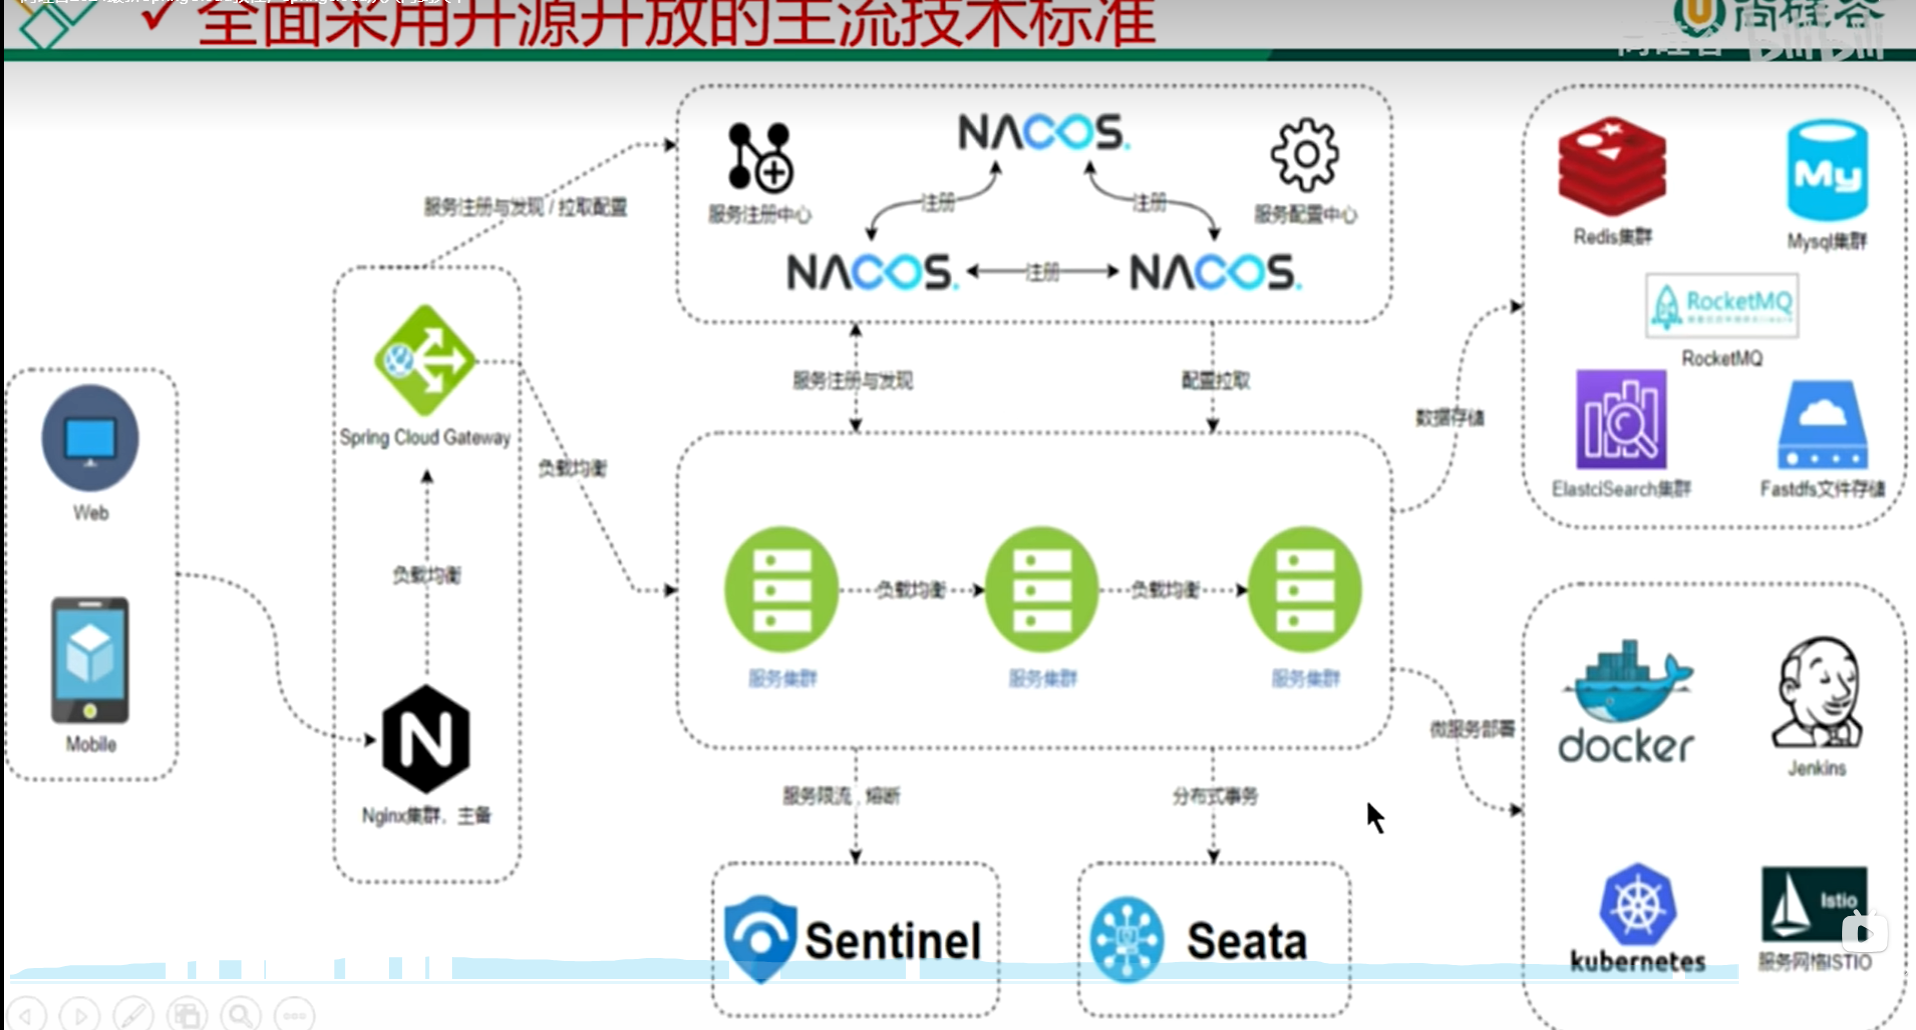 全面采用开源开放的主流技术标准
尚硅谷
尚硅谷 bilibili
NACOS.
服务注册中心
注册
注册
服务配置中心
NACOS.
注册
NACOS.
服务注册与发现 / 拉取配置
Redis集群
My
Mysql集群
RocketMQ
RocketMQ
ElastciSearch集群
Fastdfs文件存储
Spring Cloud Gateway
负载均衡
N
Nginx集群，主备
Web
Mobile
负载均衡
服务注册与发现
配置拉取
数据存储
负载均衡
负载均衡
服务集群
服务集群
服务集群
微服务部署
docker
Jenkins
服务限流，熔断
分布式事务
Sentinel
Seata
kubernetes
Istio
服务网格ISTIO